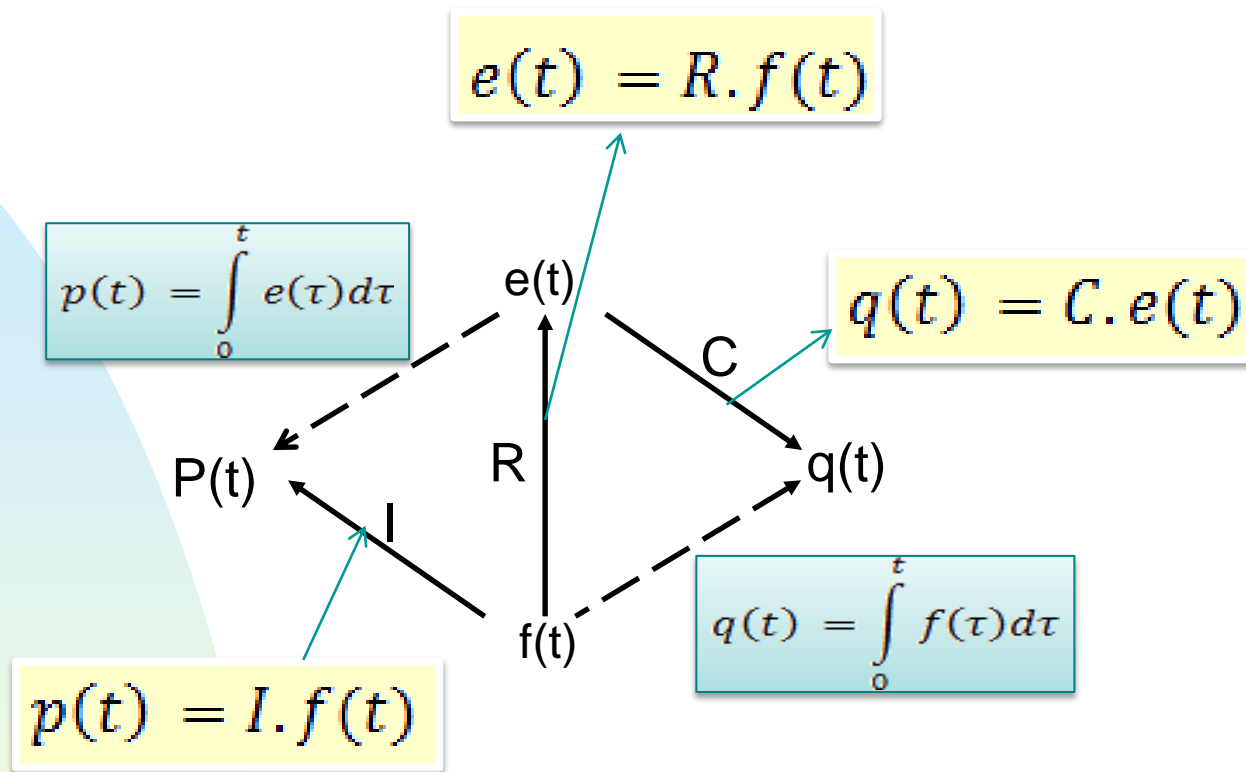 e(t) = R.f(t)
p(t) = ∫₀ᵗ e(τ)dτ
e(t)
q(t) = C.e(t)
C
P(t)
R
q(t)
I
f(t)
q(t) = ∫₀ᵗ f(τ)dτ
p(t) = I.f(t)